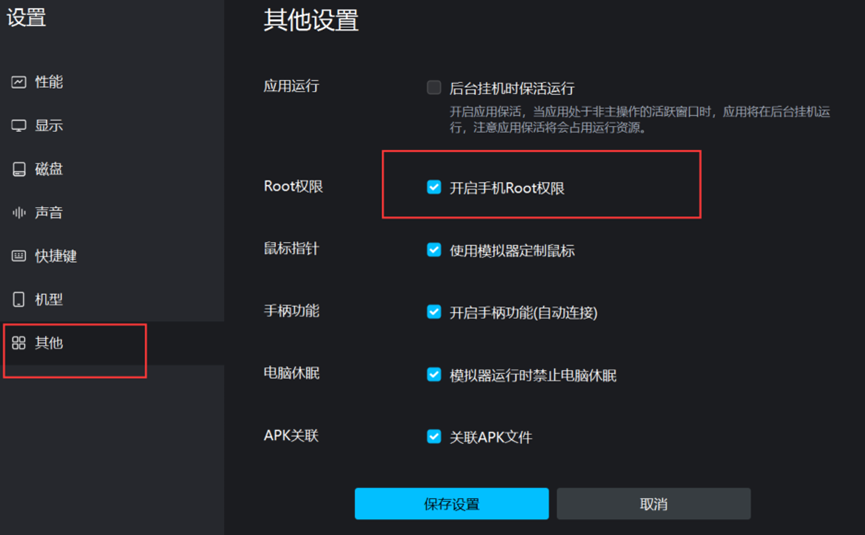 设置
性能
显示
磁盘
声音
快捷键
机型
其他
其他设置
应用运行
后台挂机时保活运行
开启应用保活，当应用处于非主操作的活跃窗口时，应用将在后台挂机运
行，注意应用保活将会占用运行资源。
Root权限
开启手机Root权限
鼠标指针
使用模拟器定制鼠标
手柄功能
开启手柄功能(自动连接)
电脑休眠
模拟器运行时禁止电脑休眠
APK关联
关联APK文件
保存设置
取消